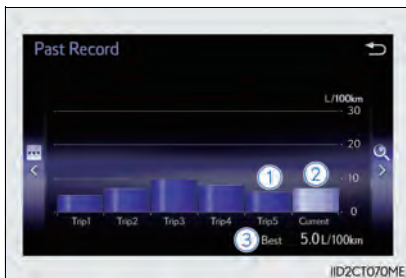 Past Record
L/100km
30
20
10
0
1
2
Trip1 Trip2 Trip3 Trip4 Trip5 Current
3 Best 5.0 L/100km
IID2CT070ME